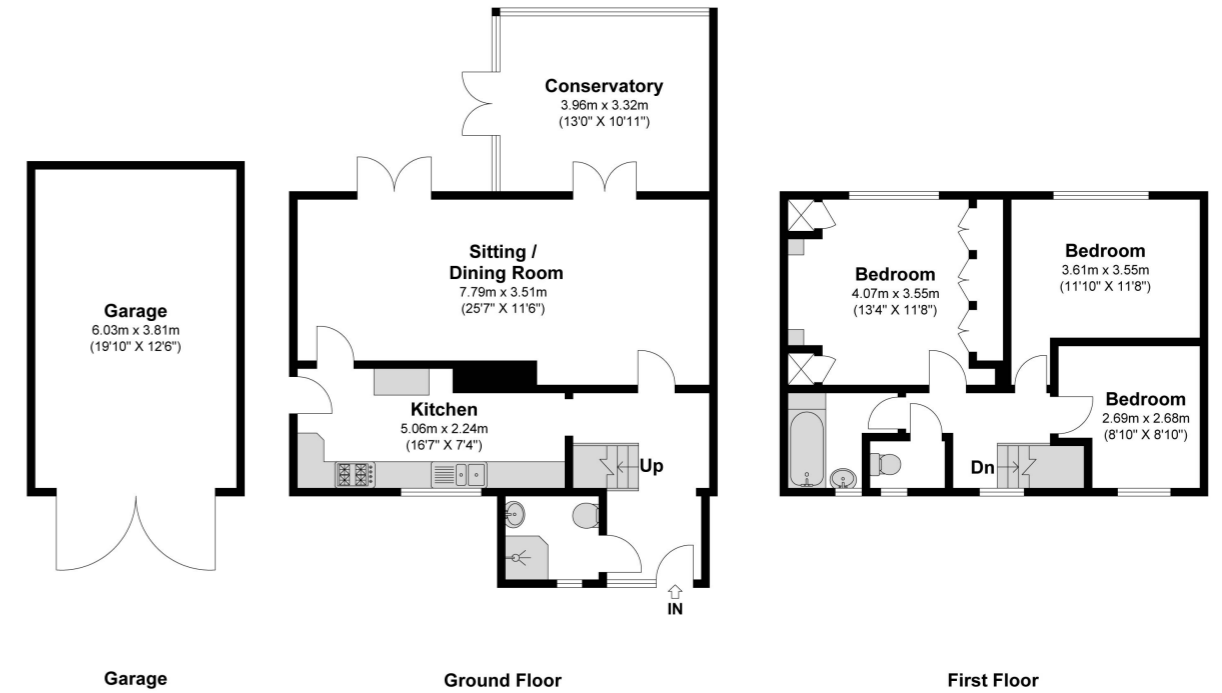 Garage
6.03m x 3.81m
(19'10" X 12'6")
Conservatory
3.96m x 3.32m
(13'0" X 10'11")
Sitting /
Dining Room
7.79m x 3.51m
(25'7" X 11'6")
Kitchen
5.06m x 2.24m
(16'7" X 7'4")
Up
IN
Bedroom
4.07m x 3.55m
(13'4" X 11'8")
Bedroom
3.61m x 3.55m
(11'10" X 11'8")
Bedroom
2.69m x 2.68m
(8'10" X 8'10")
Dn
Garage
Ground Floor
First Floor